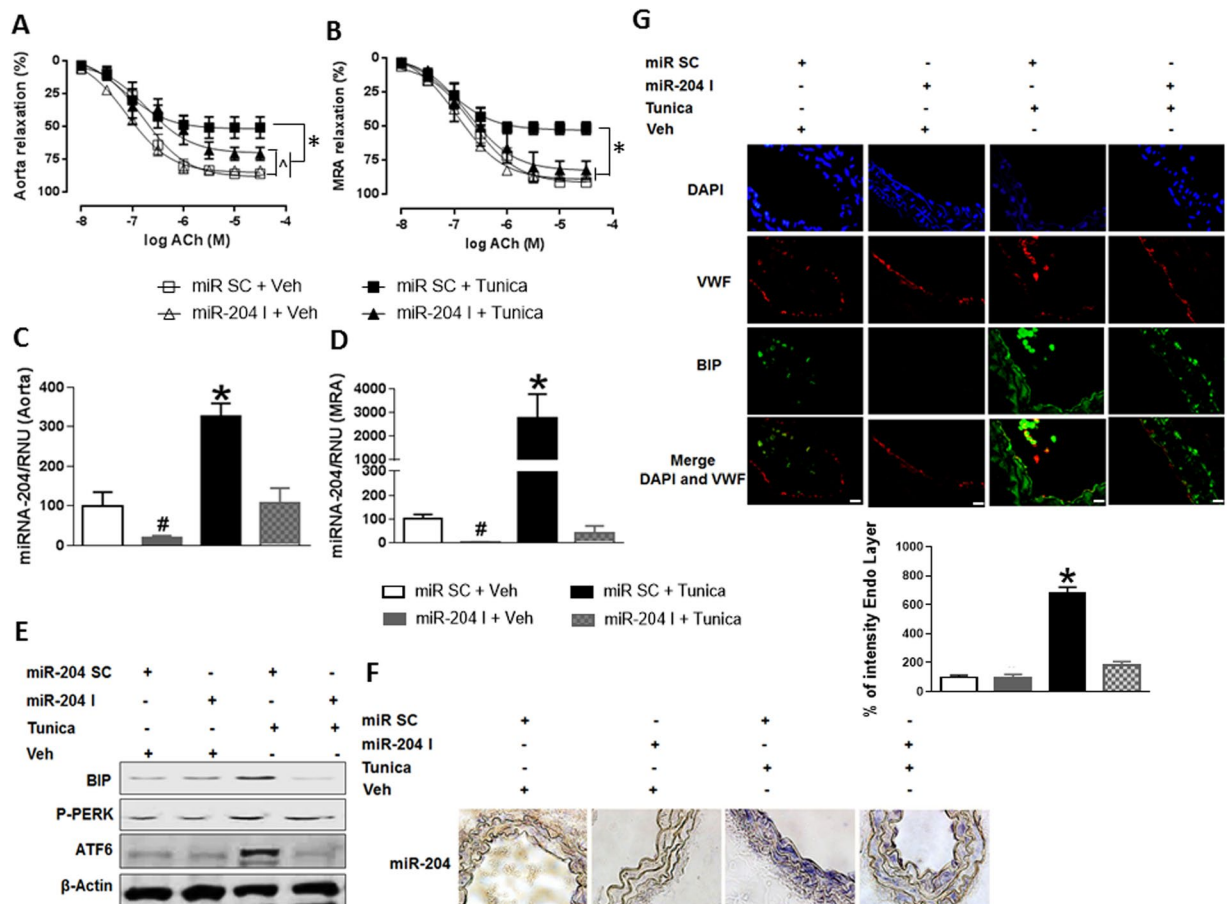 A
Aorta relaxation (%)
0
25
50
75
100
* ^
-8 -7 -6 -5 -4
log ACh (M)
B
MRA relaxation (%)
0
25
50
75
100
*
-8 -7 -6 -5 -4
log ACh (M)
miR SC + Veh miR SC + Tunica
miR-204 I + Veh miR-204 I + Tunica
C
miRNA-204/RNU (Aorta)
400
300
200
100
0
# *
D
miRNA-204/RNU (MRA)
4000
3000
2000
1000
300
200
100
0
# *
miR SC + Veh miR SC + Tunica
miR-204 I + Veh miR-204 I + Tunica
E
miR-204 SC + - + -
miR-204 I - + - +
Tunica - - + +
Veh + + - -
BIP
P-PERK
ATF6
β-Actin
F
miR SC + - + -
miR-204 I - + - +
Tunica - - + +
Veh + + - -
miR-204
G
miR SC + - + -
miR-204 I - + - +
Tunica - - + +
Veh + + - -
DAPI
VWF
BIP
Merge
DAPI and VWF
% of intensity Endo Layer
1000
800
600
400
200
0
*